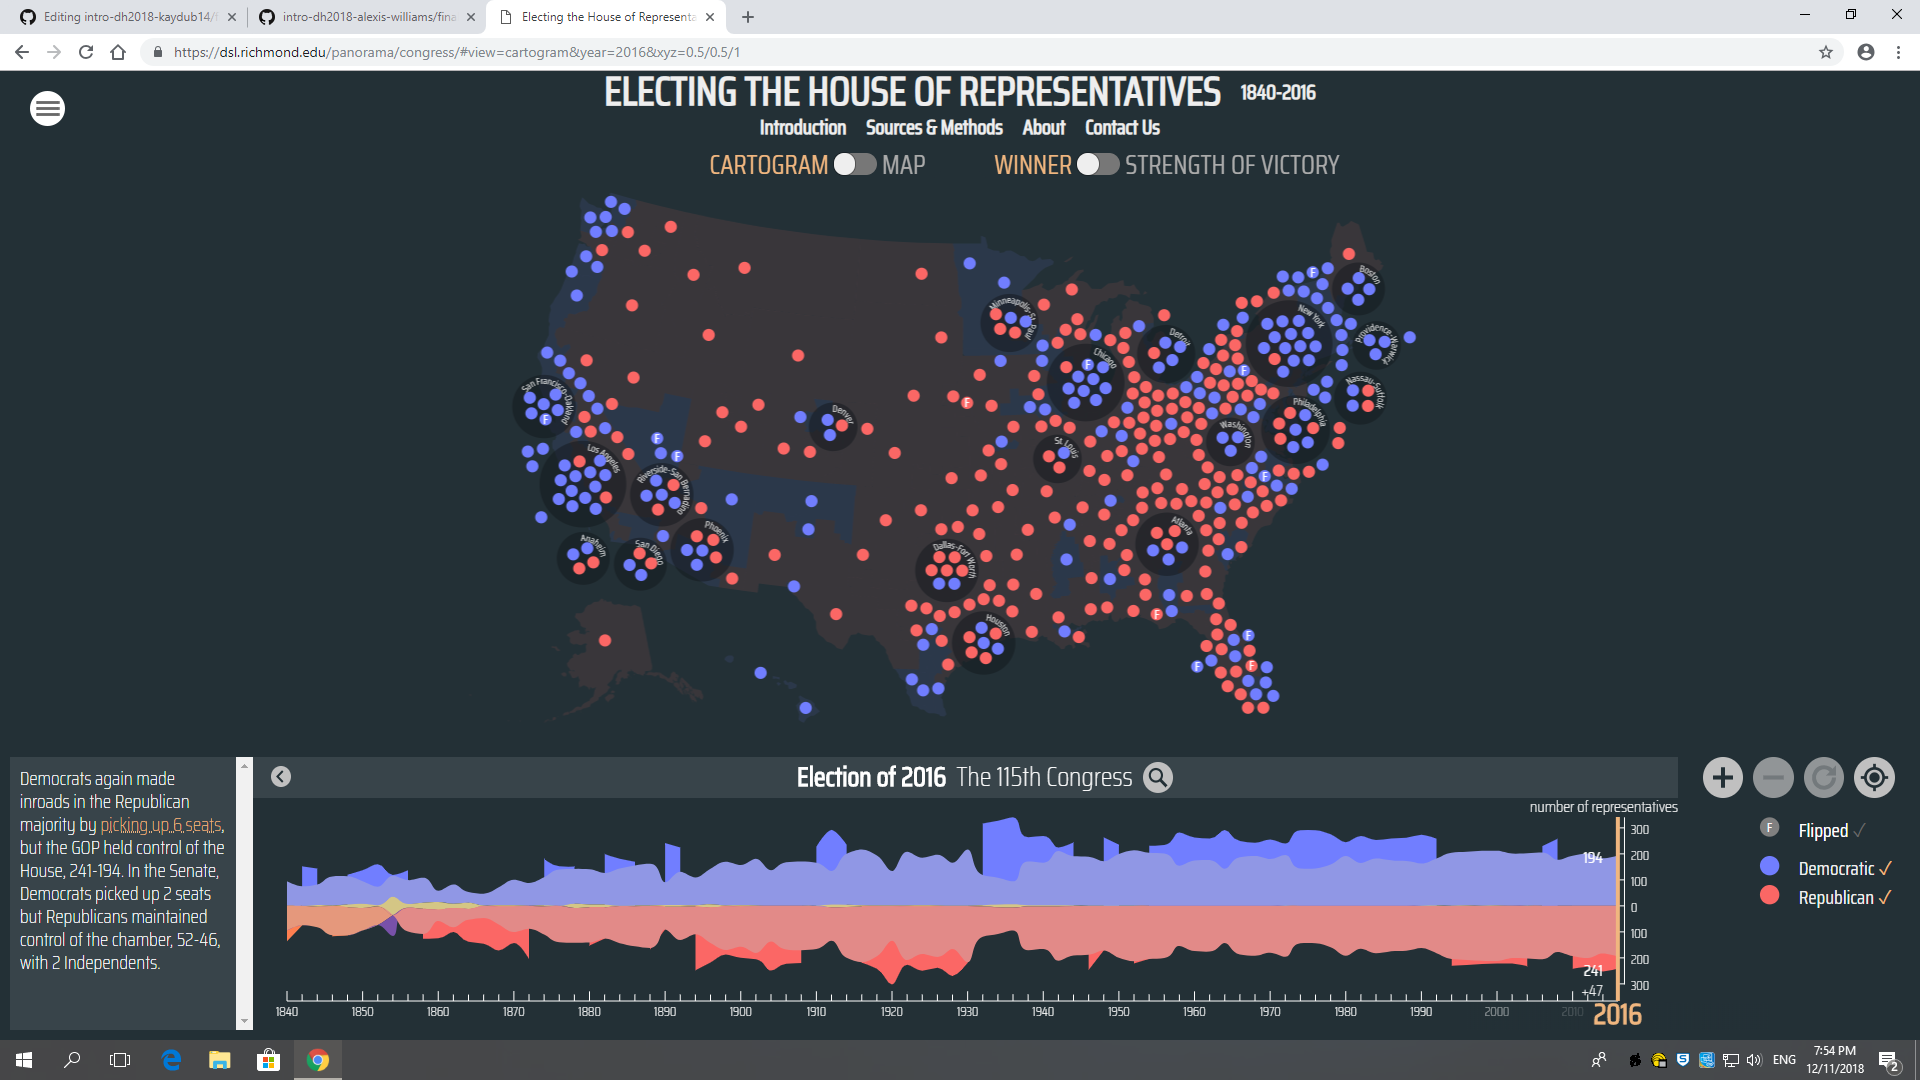 Editing intro-dh2018-kaydub14/f
intro-dh2018-alexis-williams/fina
Electing the House of Representa
https://dsl.richmond.edu/panorama/congress/#view=cartogram&year=2016&xyz=0.5/0.5/1
ELECTING THE HOUSE OF REPRESENTATIVES 1840-2016
Introduction Sources & Methods About Contact Us
CARTOGRAM MAP WINNER STRENGTH OF VICTORY
F
Boston
Minneapolis-St. Paul
New York
Providence-Warwick
Detroit
Chicago
F
F
San Francisco-Oakland
F
Nassau-Suffolk
F
Denver
Philadelphia
Washington
F
St. Louis
F
Los Angeles
Riverside-San Bernardino
F
Phoenix
Atlanta
Anaheim
San Diego
Dallas-Fort Worth
F
Houston
F
F
F
Democrats again made
inroads in the Republican
majority by picking up 6 seats,
but the GOP held control of the
House, 241-194. In the Senate,
Democrats picked up 2 seats
but Republicans maintained
control of the chamber, 52-46,
with 2 Independents.
Election of 2016 The 115th Congress
number of representatives
300
194 200
100
0
100
200
241
300
+47
1840 1850 1860 1870 1880 1890 1900 1910 1920 1930 1940 1950 1960 1970 1980 1990 2000 2010 2016
F Flipped ✓
Democratic ✓
Republican ✓
ENG
7:54 PM
12/11/2018
2